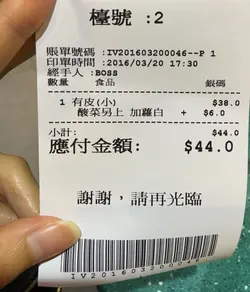 檯號 :2
賬單號碼 :IV201603200046--P 1
印單時間 :2016/03/20 17:30
經手人 :BOSS
數量 食品 銀碼
1 有皮(小) $38.0
酸菜另上 加蘿白 + $6.0
小計: $44.0
應付金額: $44.0
謝謝，請再光臨
IV201603200046